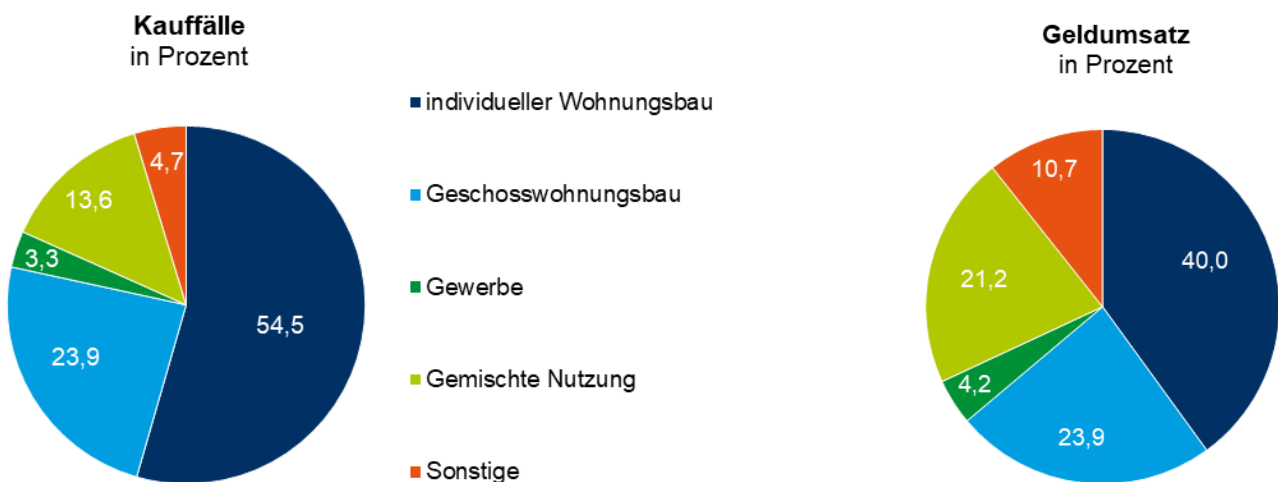 Kauffälle
in Prozent
4,7
13,6
3,3
54,5
23,9
individueller Wohnungsbau
Geschosswohnungsbau
Gewerbe
Gemischte Nutzung
Sonstige
Geldumsatz
in Prozent
10,7
40,0
21,2
4,2
23,9